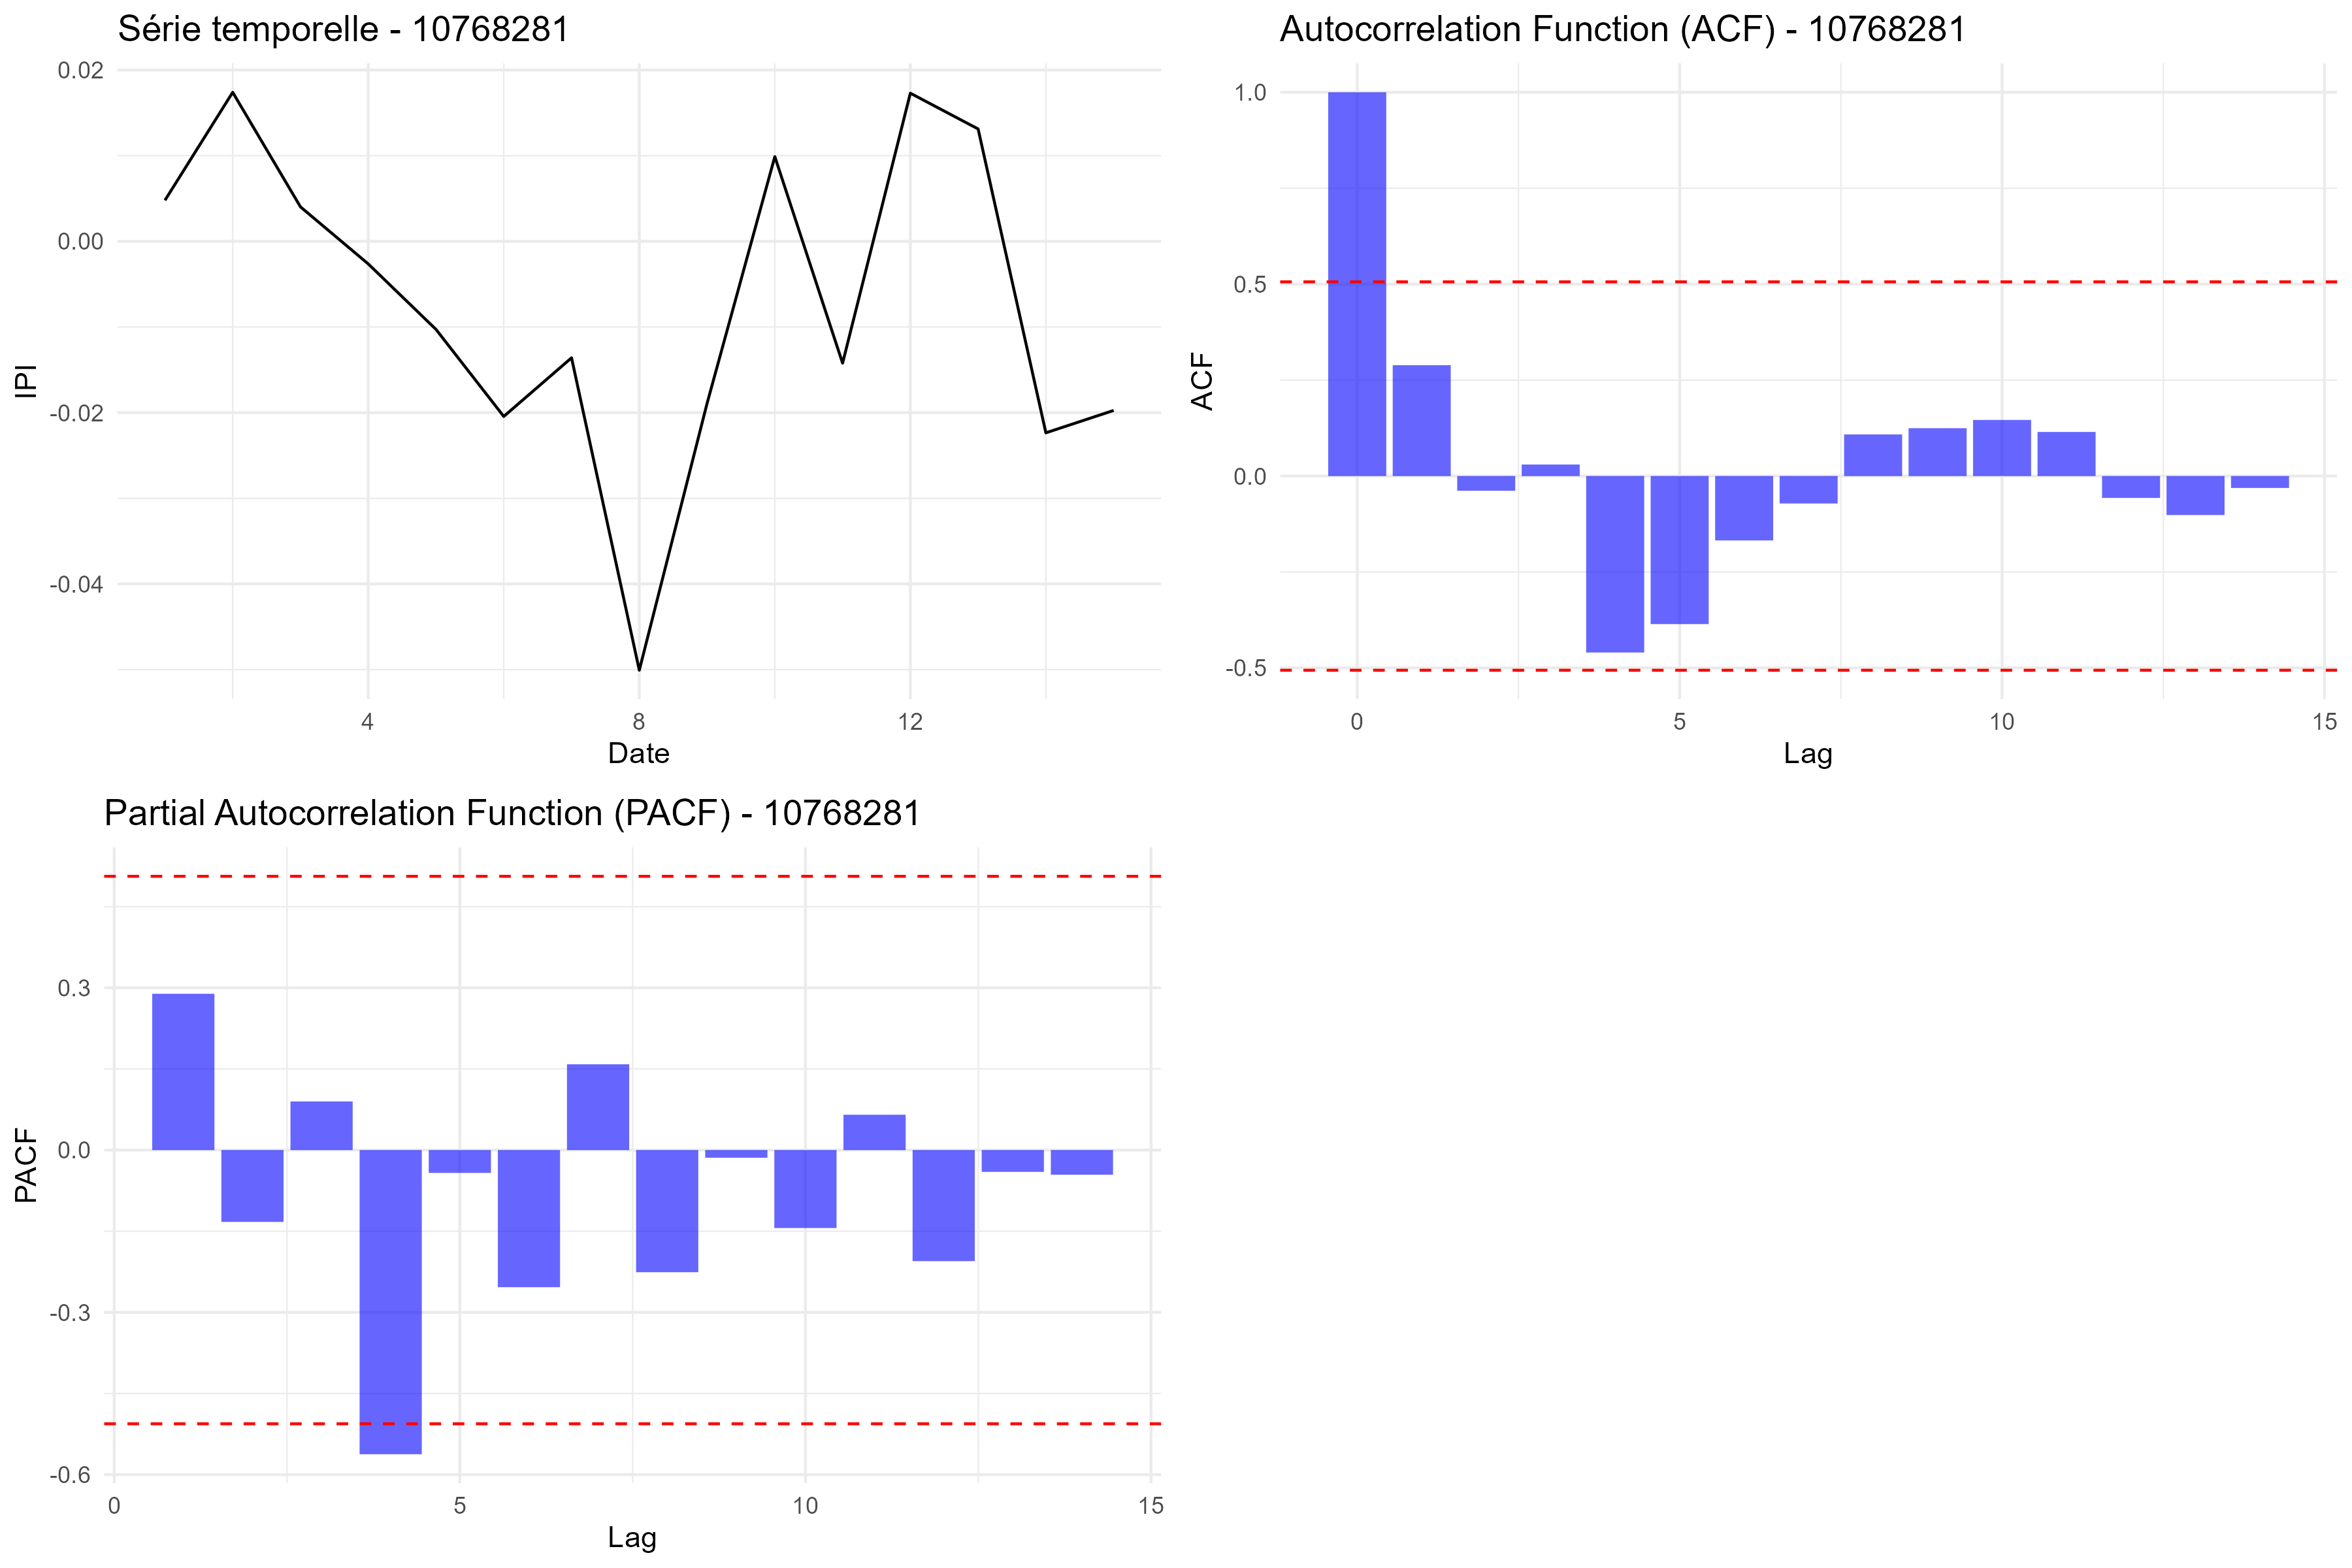 Série temporelle - 10768281
0.02
0.00
-0.02
-0.04
IPI
4 8 12
Date
Autocorrelation Function (ACF) - 10768281
1.0
0.5
0.0
-0.5
ACF
0 5 10 15
Lag
Partial Autocorrelation Function (PACF) - 10768281
0.3
0.0
-0.3
-0.6
PACF
0 5 10 15
Lag